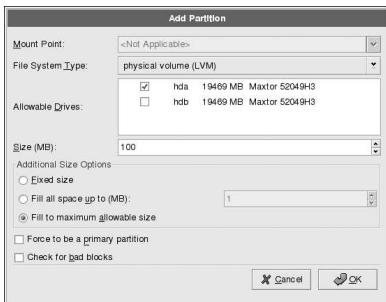 Add Partition
Mount Point: <Not Applicable>
File System Type: physical volume (LVM)
Allowable Drives:
hda 19469 MB Maxtor 52049H3
hdb 19469 MB Maxtor 52049H3
Size (MB): 100
Additional Size Options
Fixed size
Fill all space up to (MB): 1
Fill to maximum allowable size
Force to be a primary partition
Check for bad blocks
Cancel OK